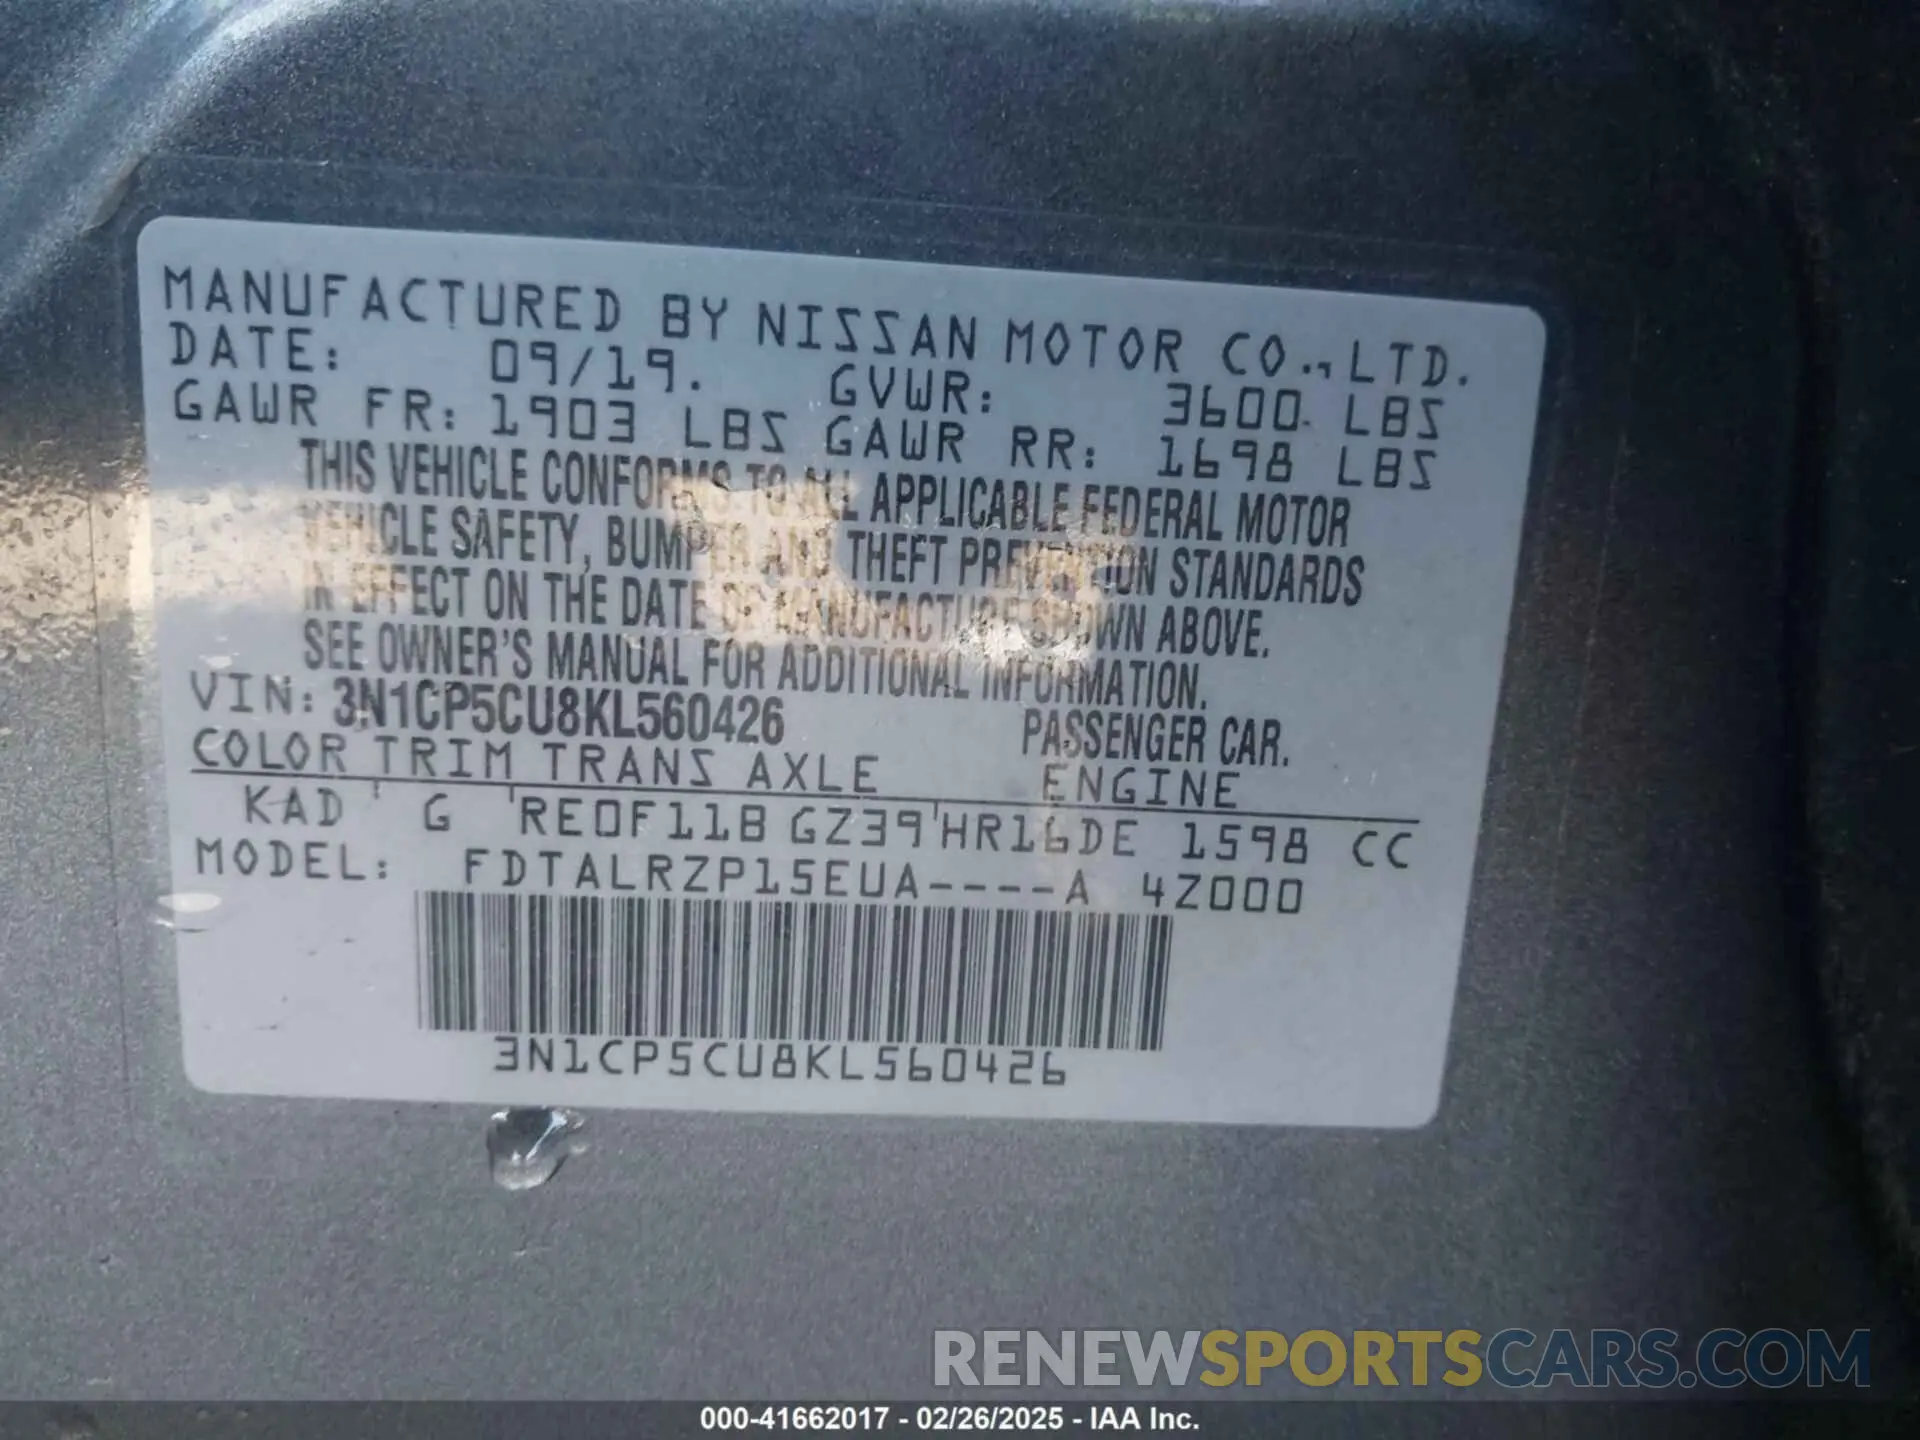 MANUFACTURED BY NISSAN MOTOR CO., LTD.
DATE: 09/19. GVWR: 3600 LBS
GAWR FR: 1903 LBS GAWR RR: 1698 LBS
THIS VEHICLE CONFORMS TO ALL APPLICABLE FEDERAL MOTOR
VEHICLE SAFETY, BUMPER AND THEFT PREVENTION STANDARDS
IN EFFECT ON THE DATE OF MANUFACTURE SHOWN ABOVE.
SEE OWNER'S MANUAL FOR ADDITIONAL INFORMATION.
VIN: 3N1CP5CU8KL560426 PASSENGER CAR.
COLOR TRIM TRANS AXLE ENGINE
KAD G RE0F11B GZ39 HR16DE 1598 CC
MODEL: FDTALRZP15EUA----A 4Z000
3N1CP5CU8KL560426
RENEWSPORTSCARS.COM
000-41662017 - 02/26/2025 - IAA Inc.